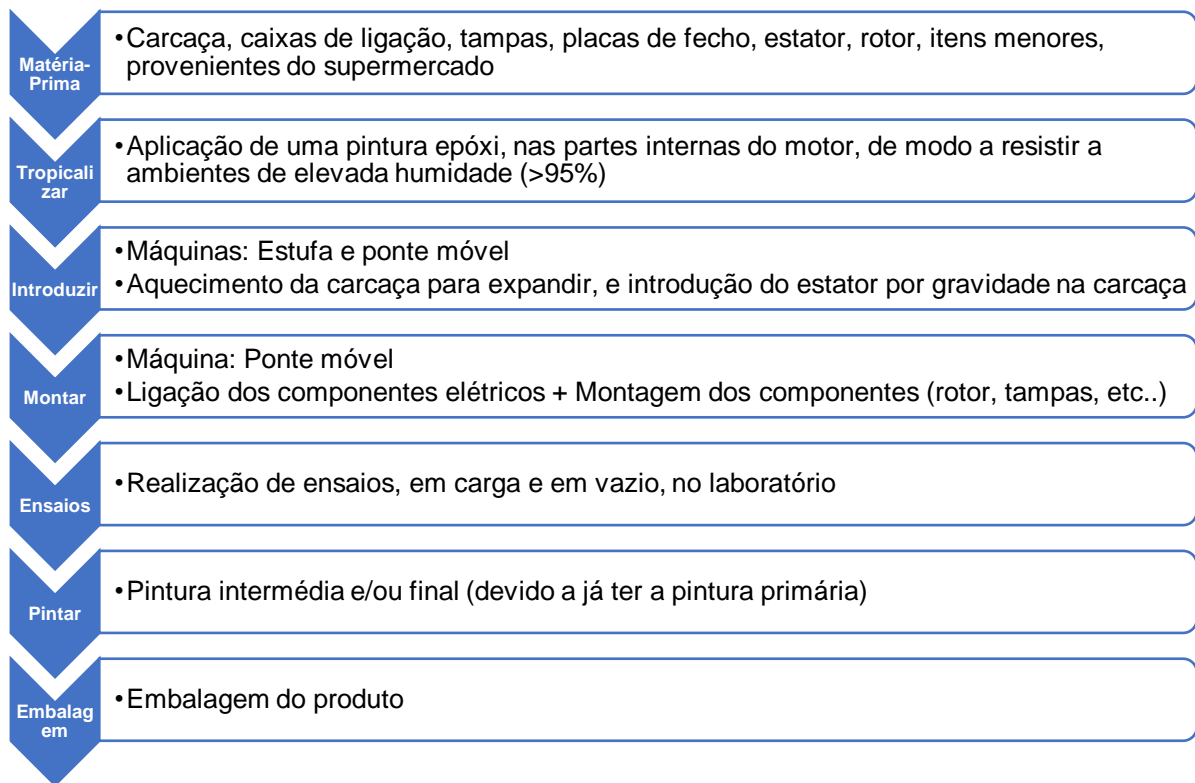 Matéria-
Prima
•Carcaça, caixas de ligação, tampas, placas de fecho, estator, rotor, itens menores,
provenientes do supermercado
Tropicali
zar
•Aplicação de uma pintura epóxi, nas partes internas do motor, de modo a resistir a
ambientes de elevada humidade (>95%)
Introduzir
•Máquinas: Estufa e ponte móvel
•Aquecimento da carcaça para expandir, e introdução do estator por gravidade na carcaça
Montar
•Máquina: Ponte móvel
•Ligação dos componentes elétricos + Montagem dos componentes (rotor, tampas, etc..)
Ensaios
•Realização de ensaios, em carga e em vazio, no laboratório
Pintar
•Pintura intermédia e/ou final (devido a já ter a pintura primária)
Embalag
em
•Embalagem do produto